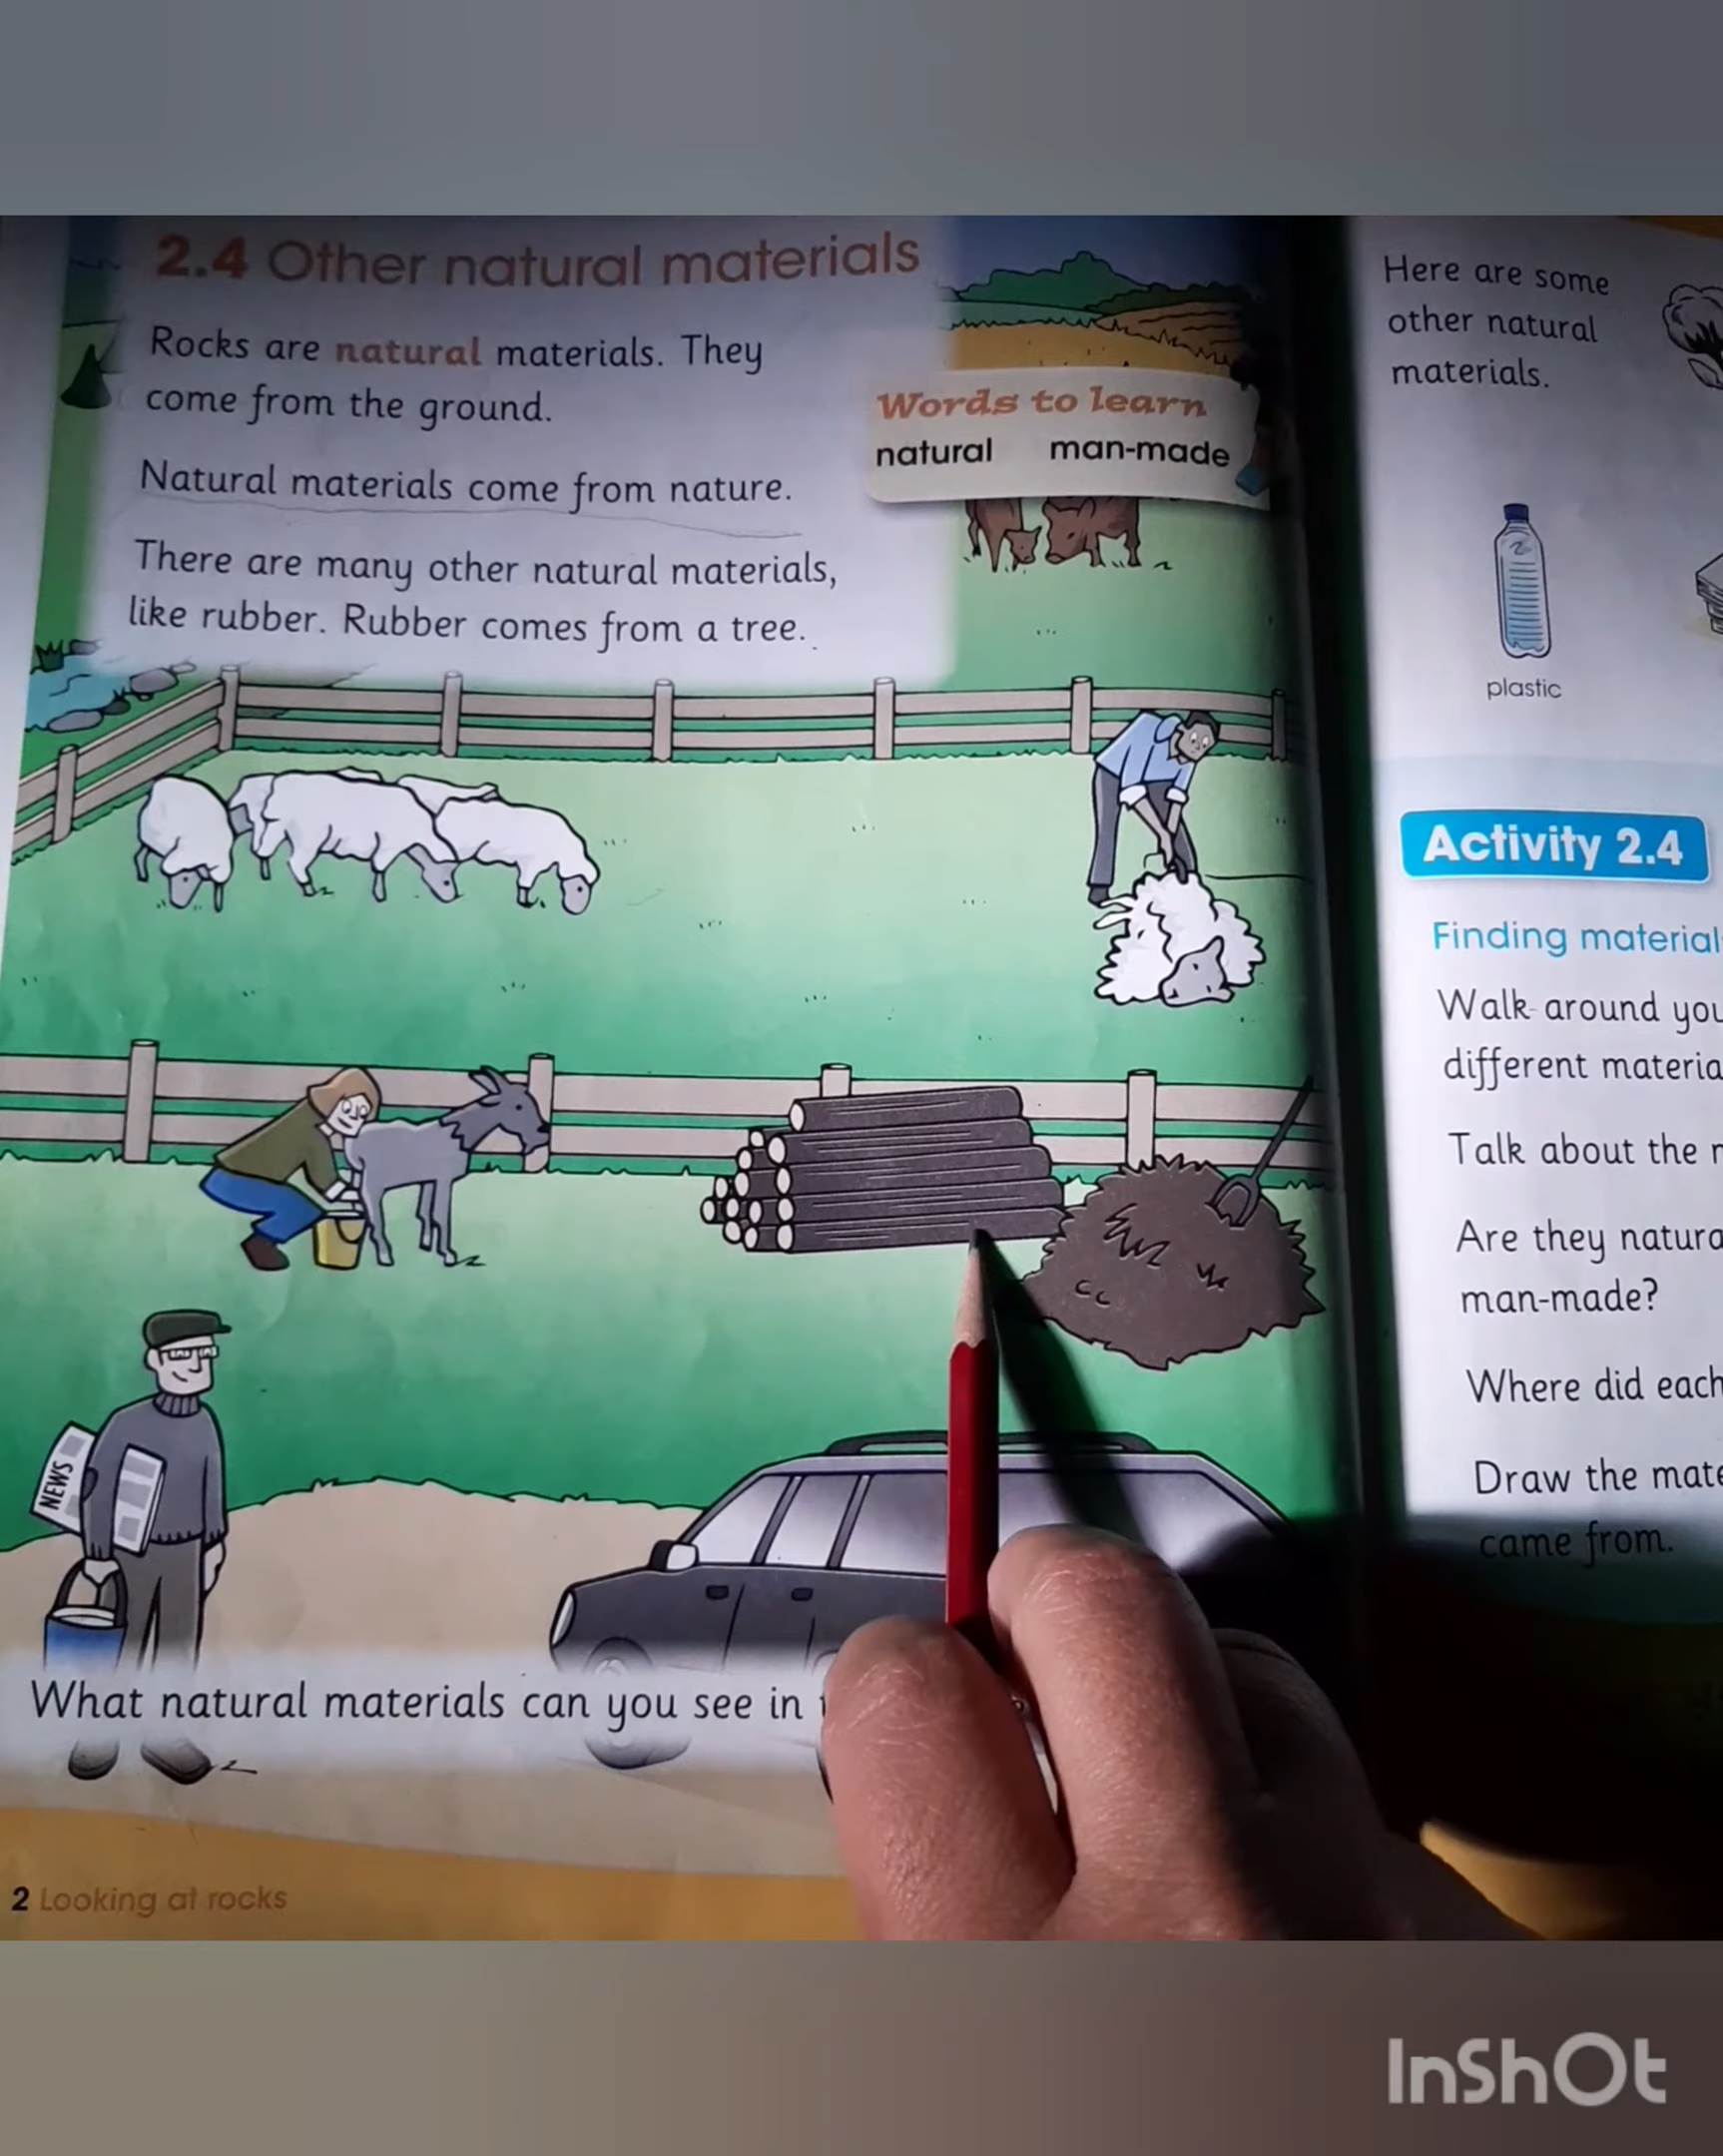 2.4 Other natural materials
Rocks are natural materials. They
come from the ground.
Natural materials come from nature.
There are many other natural materials,
like rubber. Rubber comes from a tree.
Words to learn
natural man-made
NEWS
What natural materials can you see in
2 Looking at rocks
Here are some
other natural
materials.
plastic
Activity 2.4
Finding material
Walk around
different
Talk about the
Are they
man-made?
Where did each
Draw the
came from.
InShOt